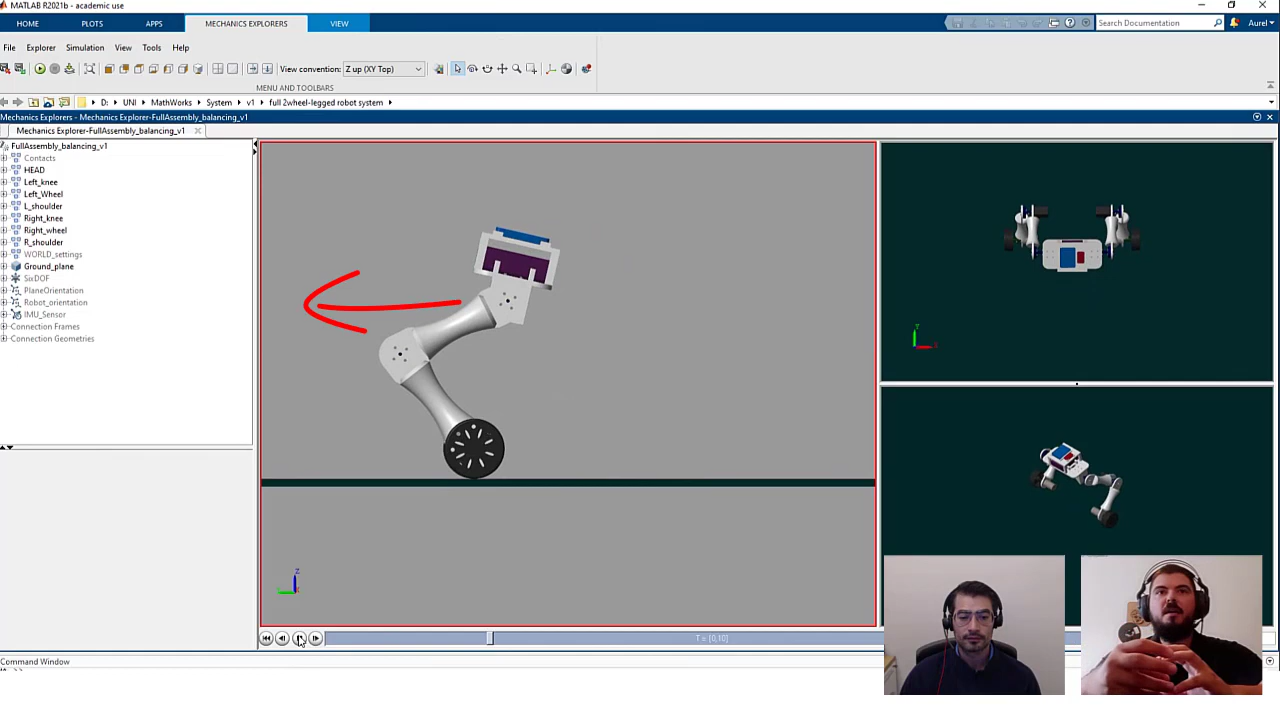 MATLAB R2021b - academic use
HOME PLOTS APPS MECHANICS EXPLORERS VIEW Search Documentation Aurel
File Explorer Simulation View Tools Help
View convention: Z up (XY Top)
MENU AND TOOLBARS
D: UNI MathWorks System v1 full 2wheel-legged robot system
Mechanics Explorers - Mechanics Explorer-FullAssembly_balancing_v1
Mechanics Explorer-FullAssembly_balancing_v1
FullAssembly_balancing_v1
Contacts
HEAD
Left_knee
Left_Wheel
L_shoulder
Right_knee
Right_wheel
R_shoulder
WORLD_settings
Ground_plane
SixDOF
PlaneOrientation
Robot_orientation
IMU_Sensor
Connection Frames
Connection Geometries
T = [0,10]
Command Window